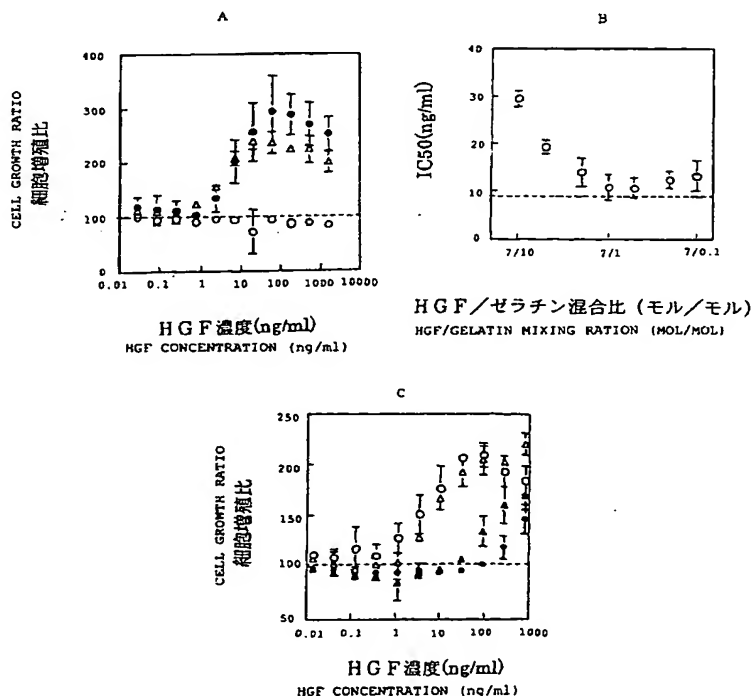 A
CELL GROWTH RATIO
細胞増殖比
400
300
200
100
0
0.01 0.1 1 10 100 1000 10000
HGF濃度(ng/ml)
HGF CONCENTRATION (ng/ml)
B
IC50(ng/ml)
40
30
20
10
0
7/10 7/1 7/0.1
HGF/ゼラチン混合比(モル/モル)
HGF/GELATIN MIXING RATION (MOL/MOL)
C
CELL GROWTH RATIO
細胞増殖比
250
200
150
100
50
0.01 0.1 1 10 100 1000
HGF濃度(ng/ml)
HGF CONCENTRATION (ng/ml)